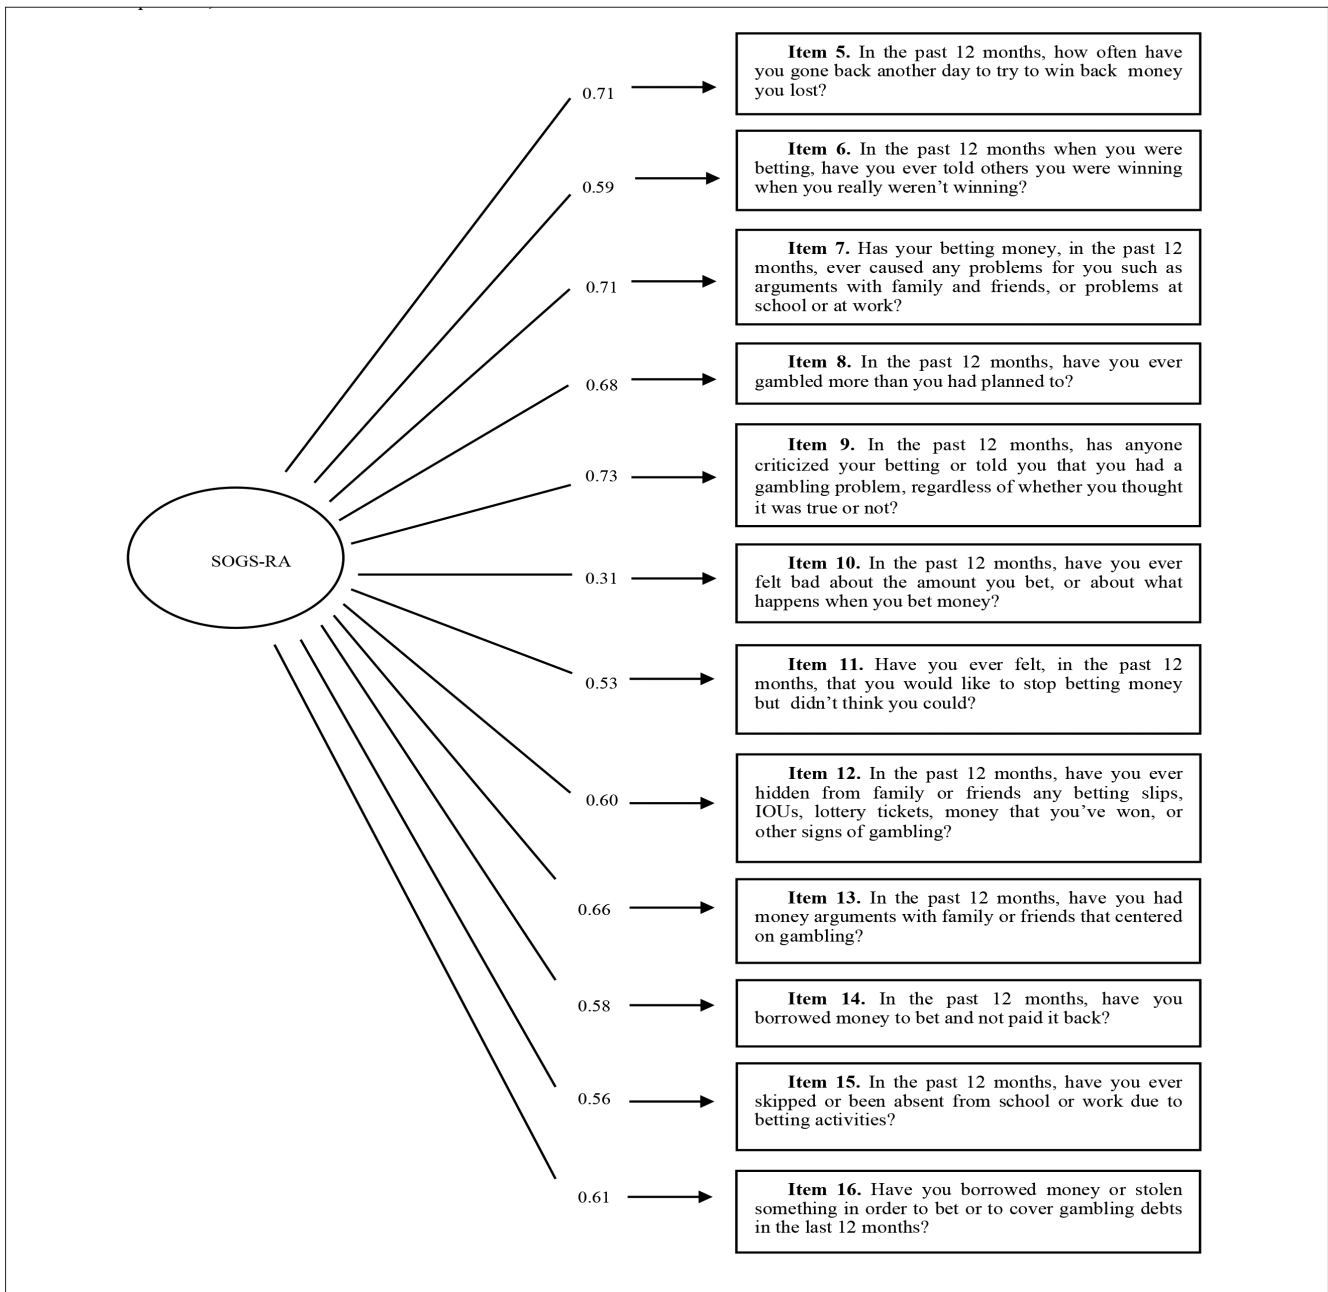 Item 5. In the past 12 months, how often have
you gone back another day to try to win back money
you lost?
0.71
Item 6. In the past 12 months when you were
betting, have you ever told others you were winning
when you really weren’t winning?
0.59
Item 7. Has your betting money, in the past 12
months, ever caused any problems for you such as
arguments with family and friends, or problems at
school or at work?
0.71
Item 8. In the past 12 months, have you ever
gambled more than you had planned to?
0.68
Item 9. In the past 12 months, has anyone
criticized your betting or told you that you had a
gambling problem, regardless of whether you thought
it was true or not?
0.73
SOGS-RA
Item 10. In the past 12 months, have you ever
felt bad about the amount you bet, or about what
happens when you bet money?
0.31
Item 11. Have you ever felt, in the past 12
months, that you would like to stop betting money
but didn’t think you could?
0.53
Item 12. In the past 12 months, have you ever
hidden from family or friends any betting slips,
IOUs, lottery tickets, money that you’ve won, or
other signs of gambling?
0.60
Item 13. In the past 12 months, have you had
money arguments with family or friends that centered
on gambling?
0.66
Item 14. In the past 12 months, have you
borrowed money to bet and not paid it back?
0.58
Item 15. In the past 12 months, have you ever
skipped or been absent from school or work due to
betting activities?
0.56
Item 16. Have you borrowed money or stolen
something in order to bet or to cover gambling debts
in the last 12 months?
0.61